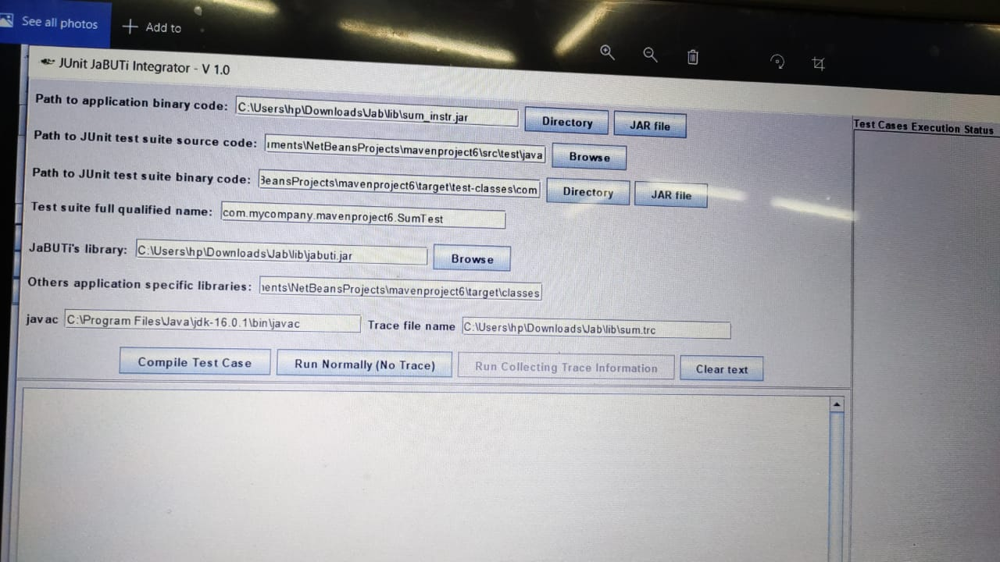 See all photos
Add to
JUnit JaBUTi Integrator - V 1.0
Path to application binary code: C:\Users\hp\Downloads\Jab\lib\sum_instr.jar Directory JAR file
Path to JUnit test suite source code: ıments\NetBeansProjects\mavenproject6\src\test\java Browse
Path to JUnit test suite binary code: BeansProjects\mavenproject6\target\test-classes\com Directory JAR file
Test suite full qualified name: com.mycompany.mavenproject6.SumTest
JaBUTi's library: C:\Users\hp\Downloads\Jab\lib\jabuti.jar Browse
Others application specific libraries: ıents\NetBeansProjects\mavenproject6\target\classes
javac C:\Program Files\Java\jdk-16.0.1\bin\javac Trace file name C:\Users\hp\Downloads\Jab\lib\sum.trc
Compile Test Case Run Normally (No Trace) Run Collecting Trace Information Clear text
Test Cases Execution Status